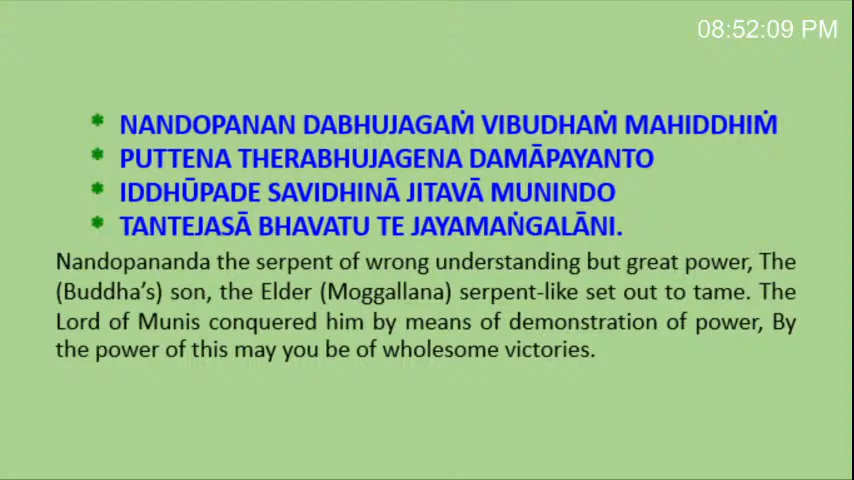 08:52:09 PM
* NANDOPANAN DABHUJAGAṀ VIBUDHAṀ MAHIDDHIṀ
* PUTTENA THERABHUJAGENA DAMĀPAYANTO
* IDDHŪPADE SAVIDHINĀ JITAVĀ MUNINDO
* TANTEJASĀ BHAVATU TE JAYAMAṄGALĀNI.
Nandopananda the serpent of wrong understanding but great power, The
(Buddha’s) son, the Elder (Moggallana) serpent-like set out to tame. The
Lord of Munis conquered him by means of demonstration of power, By
the power of this may you be of wholesome victories.